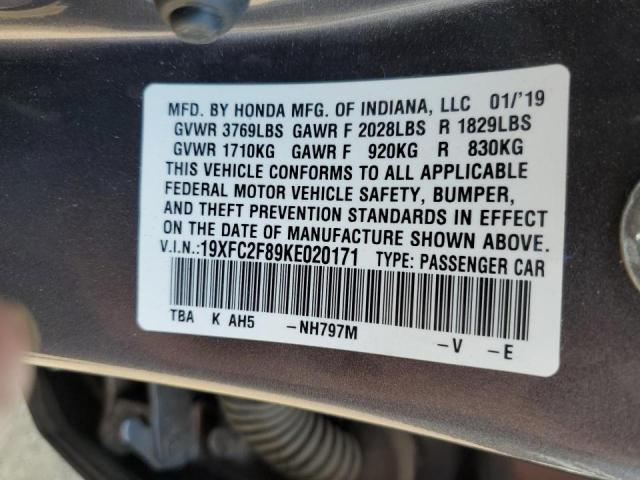 MFD. BY HONDA MFG. OF INDIANA, LLC 01/'19
GVWR 3769LBS GAWR F 2028LBS R 1829LBS
GVWR 1710KG GAWR F 920KG R 830KG
THIS VEHICLE CONFORMS TO ALL APPLICABLE
FEDERAL MOTOR VEHICLE SAFETY, BUMPER,
AND THEFT PREVENTION STANDARDS IN EFFECT
ON THE DATE OF MANUFACTURE SHOWN ABOVE.
V.I.N.:19XFC2F89KE020171 TYPE: PASSENGER CAR
TBA K AH5 -NH797M -V -E